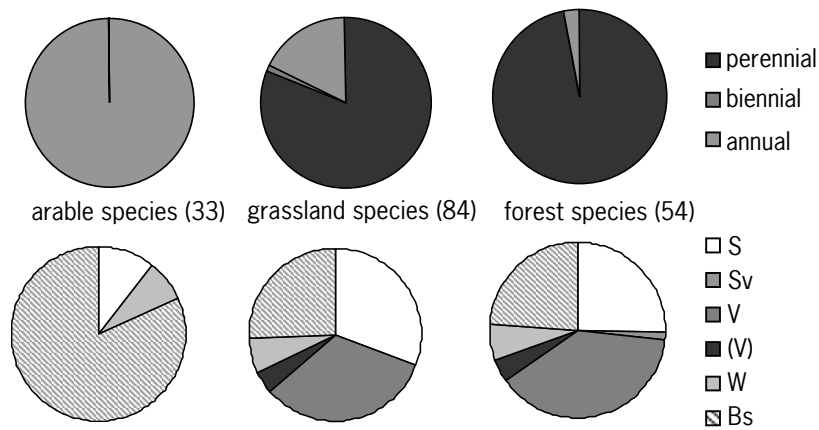 perennial
biennial
annual
arable species (33)
grassland species (84)
forest species (54)
S
Sv
V
(V)
W
Bs